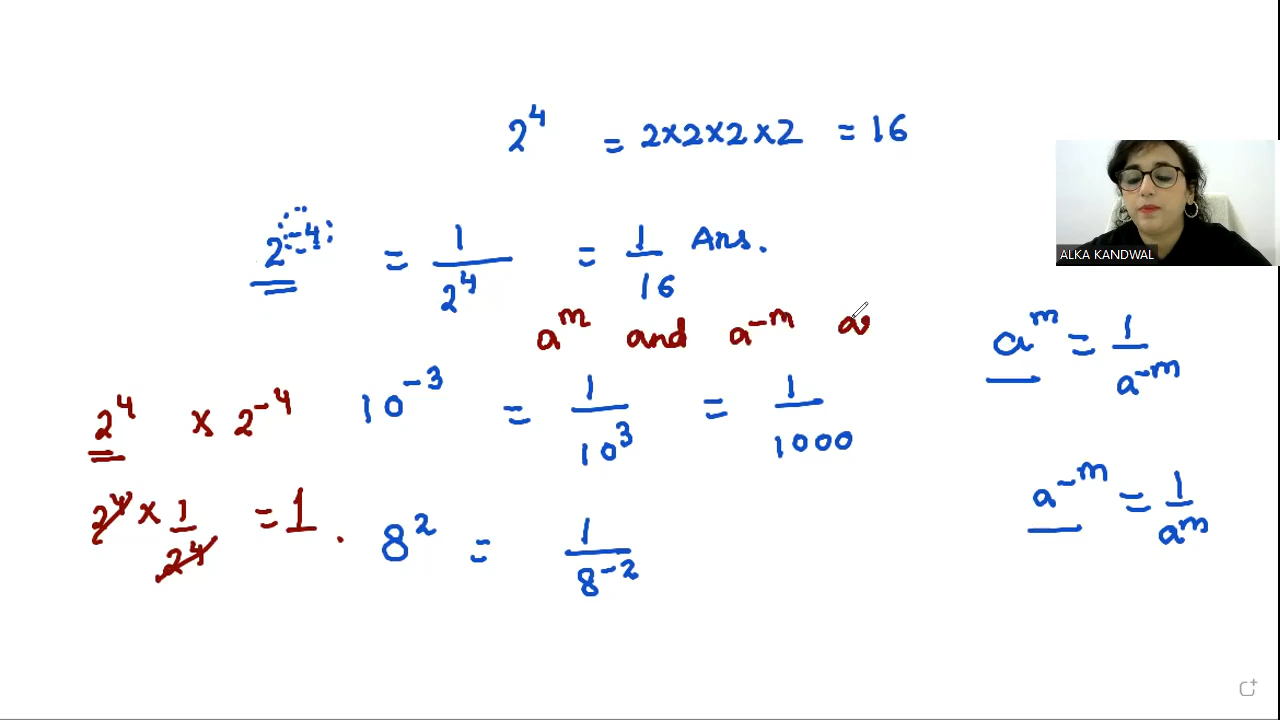 2⁴ = 2×2×2×2 = 16
2⁻⁴ = 1/2⁴ = 1/16 Ans.
aᵐ and a⁻ᵐ
aᵐ = 1/a⁻ᵐ
2⁴ × 2⁻⁴
10⁻³ = 1/10³ = 1/1000
a⁻ᵐ = 1/aᵐ
2⁴ × 1/2⁴ = 1.
8² = 1/8⁻²
ALKA KANDWAL